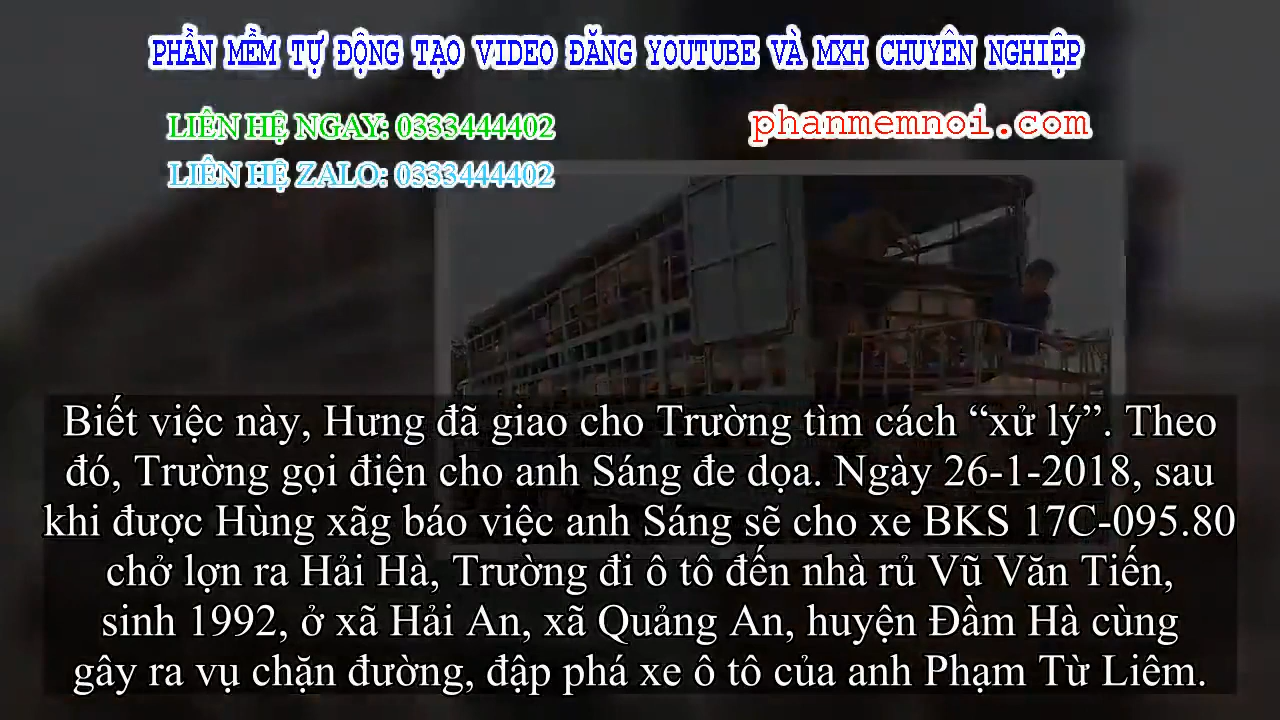 PHẦN MỀM TỰ ĐỘNG TẠO VIDEO ĐĂNG YOUTUBE VÀ MXH CHUYÊN NGHIỆP
LIÊN HỆ NGAY: 0333444402
phanmemnoi.com
LIÊN HỆ ZALO: 0333444402
Biết việc này, Hưng đã giao cho Trường tìm cách “xử lý”. Theo
đó, Trường gọi điện cho anh Sáng đe dọa. Ngày 26-1-2018, sau
khi được Hùng xãg báo việc anh Sáng sẽ cho xe BKS 17C-095.80
chở lợn ra Hải Hà, Trường đi ô tô đến nhà rủ Vũ Văn Tiến,
sinh 1992, ở xã Hải An, xã Quảng An, huyện Đầm Hà cùng
gây ra vụ chặn đường, đập phá xe ô tô của anh Phạm Từ Liêm.